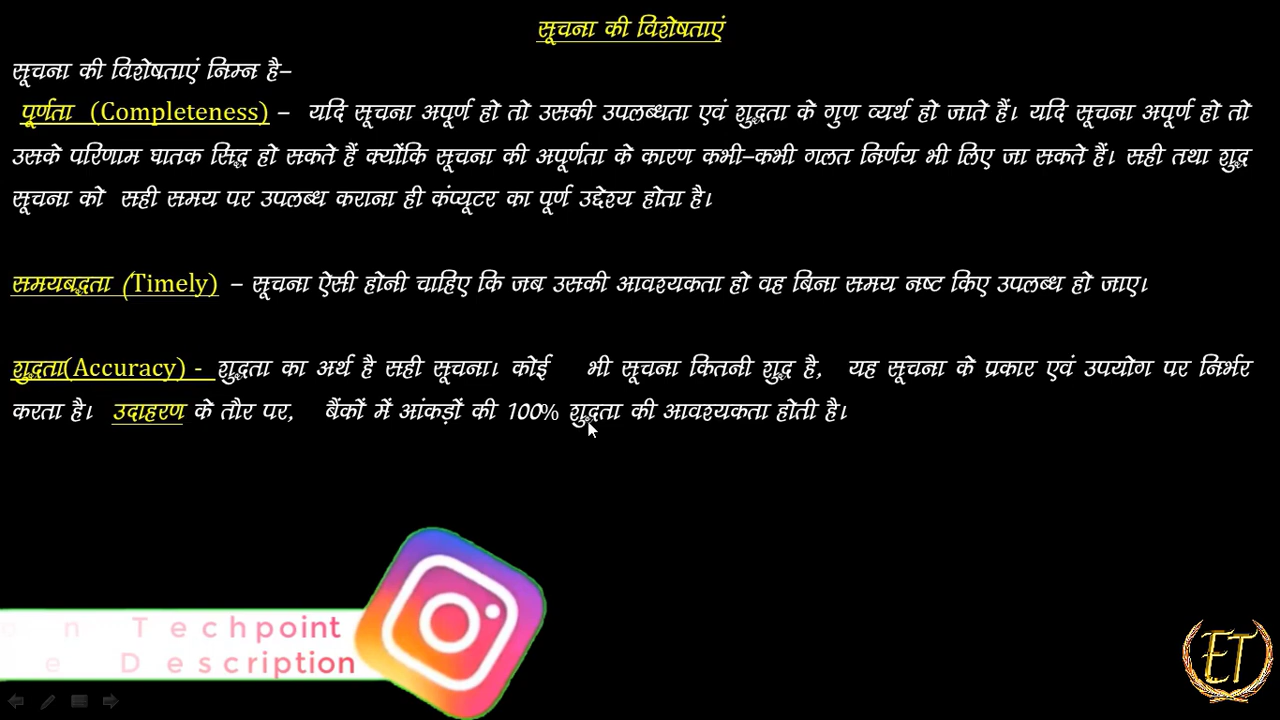 सूचना की विशेषताएं
सूचना की विशेषताएं निम्न है–
पूर्णता (Completeness) – यदि सूचना अपूर्ण हो तो उसकी उपलब्धता एवं शुद्धता के गुण व्यर्थ हो जाते हैं। यदि सूचना अपूर्ण हो तो
उसके परिणाम घातक सिद्ध हो सकते हैं क्योंकि सूचना की अपूर्णता के कारण कभी–कभी गलत निर्णय भी लिए जा सकते हैं। सही तथा शुद्ध
सूचना को सही समय पर उपलब्ध कराना ही कंप्यूटर का पूर्ण उद्देश्य होता है।
समयबद्धता (Timely) – सूचना ऐसी होनी चाहिए कि जब उसकी आवश्यकता हो वह बिना समय नष्ट किए उपलब्ध हो जाए।
शुद्धता(Accuracy) - शुद्धता का अर्थ है सही सूचना। कोई भी सूचना कितनी शुद्ध है, यह सूचना के प्रकार एवं उपयोग पर निर्भर
करता है। उदाहरण के तौर पर, बैंकों में आंकड़ों की 100% शुद्धता की आवश्यकता होती है।
Techpoint
Description
ET